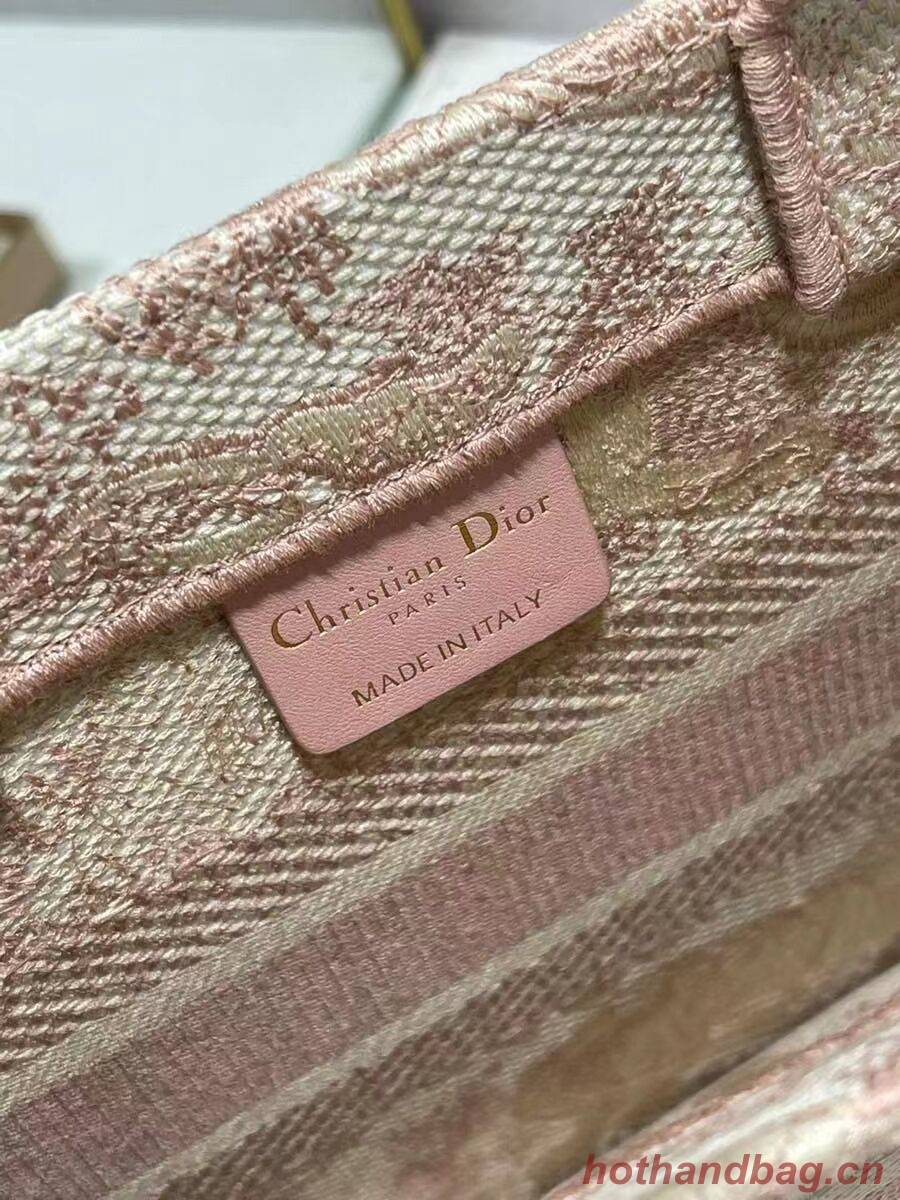 Christian Dior
PARIS
MADE IN ITALY
hothandbag.cn